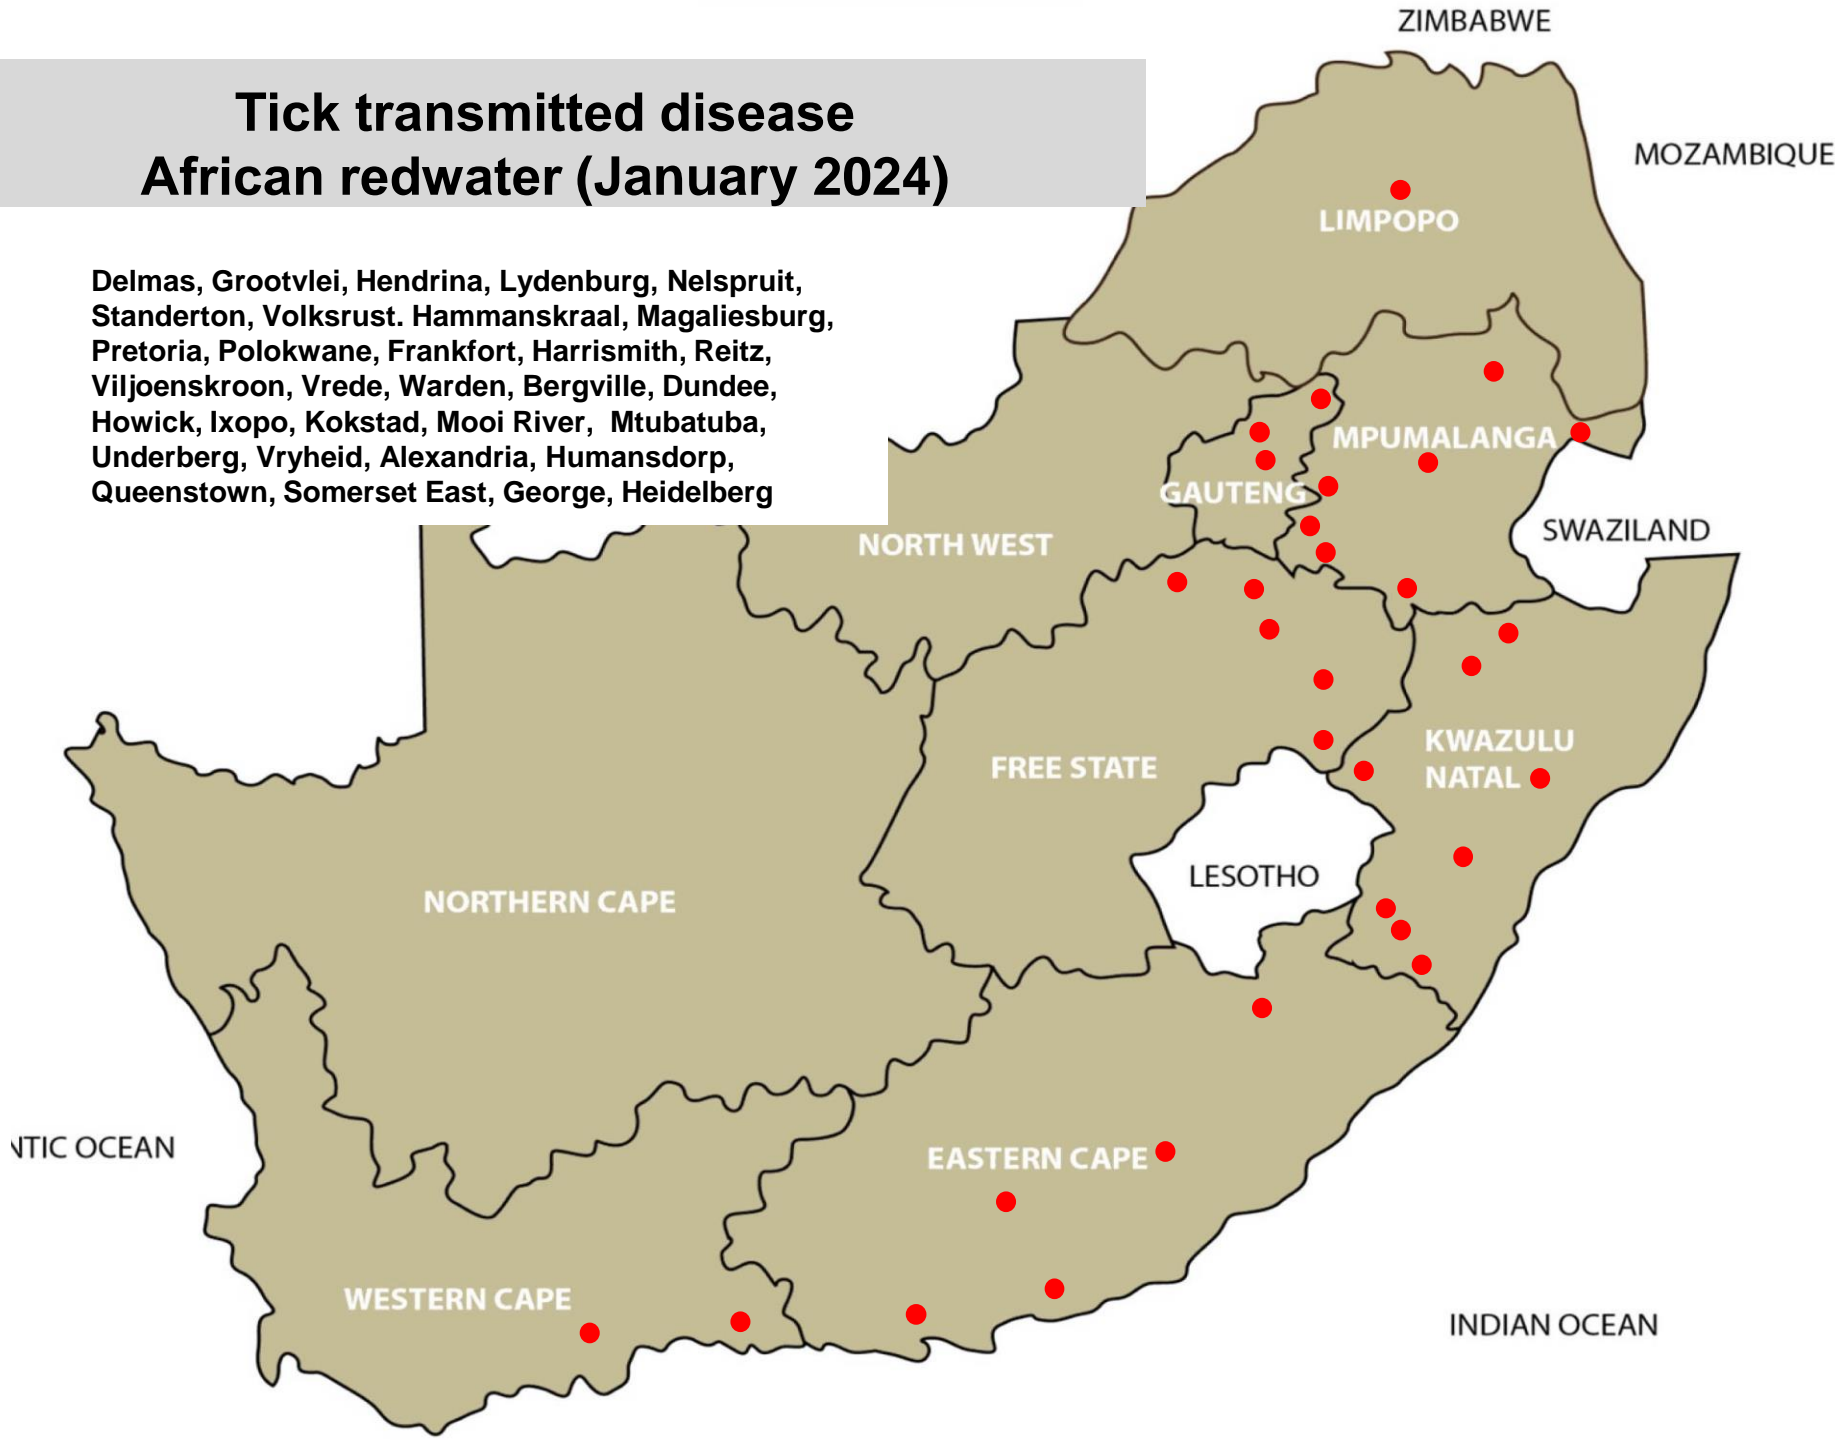 ZIMBABWE
Tick transmitted disease
African redwater (January 2024)
MOZAMBIQUE
LIMPOPO
Delmas, Grootvlei, Hendrina, Lydenburg, Nelspruit,
Standerton, Volksrust. Hammanskraal, Magaliesburg,
Pretoria, Polokwane, Frankfort, Harrismith, Reitz,
Viljoenskroon, Vrede, Warden, Bergville, Dundee,
Howick, Ixopo, Kokstad, Mooi River, Mtubatuba,
Underberg, Vryheid, Alexandria, Humansdorp,
Queenstown, Somerset East, George, Heidelberg
MPUMALANGA
GAUTENG
SWAZILAND
NORTH WEST
KWAZULU
NATAL
FREE STATE
LESOTHO
NORTHERN CAPE
NTIC OCEAN
EASTERN CAPE
WESTERN CAPE
INDIAN OCEAN